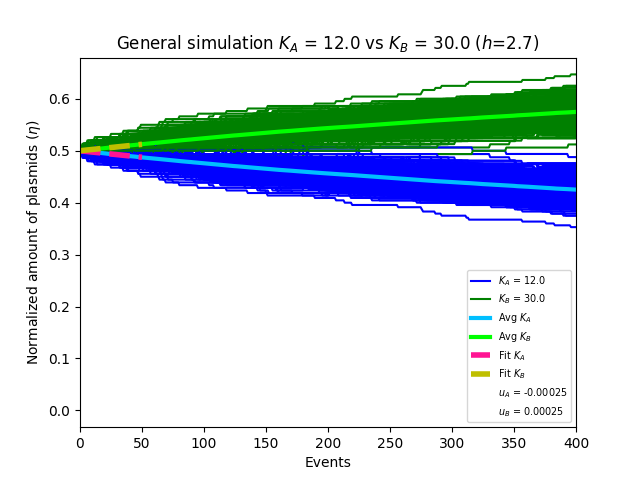 General simulation K_A = 12.0 vs K_B = 30.0 (h=2.7)
Normalized amount of plasmids (η)
0.6
0.5
0.4
0.3
0.2
0.1
0.0
K_A = 12.0
K_B = 30.0
Avg K_A
Avg K_B
Fit K_A
Fit K_B
u_A = -0.00025
u_B = 0.00025
0 50 100 150 200 250 300 350 400
Events